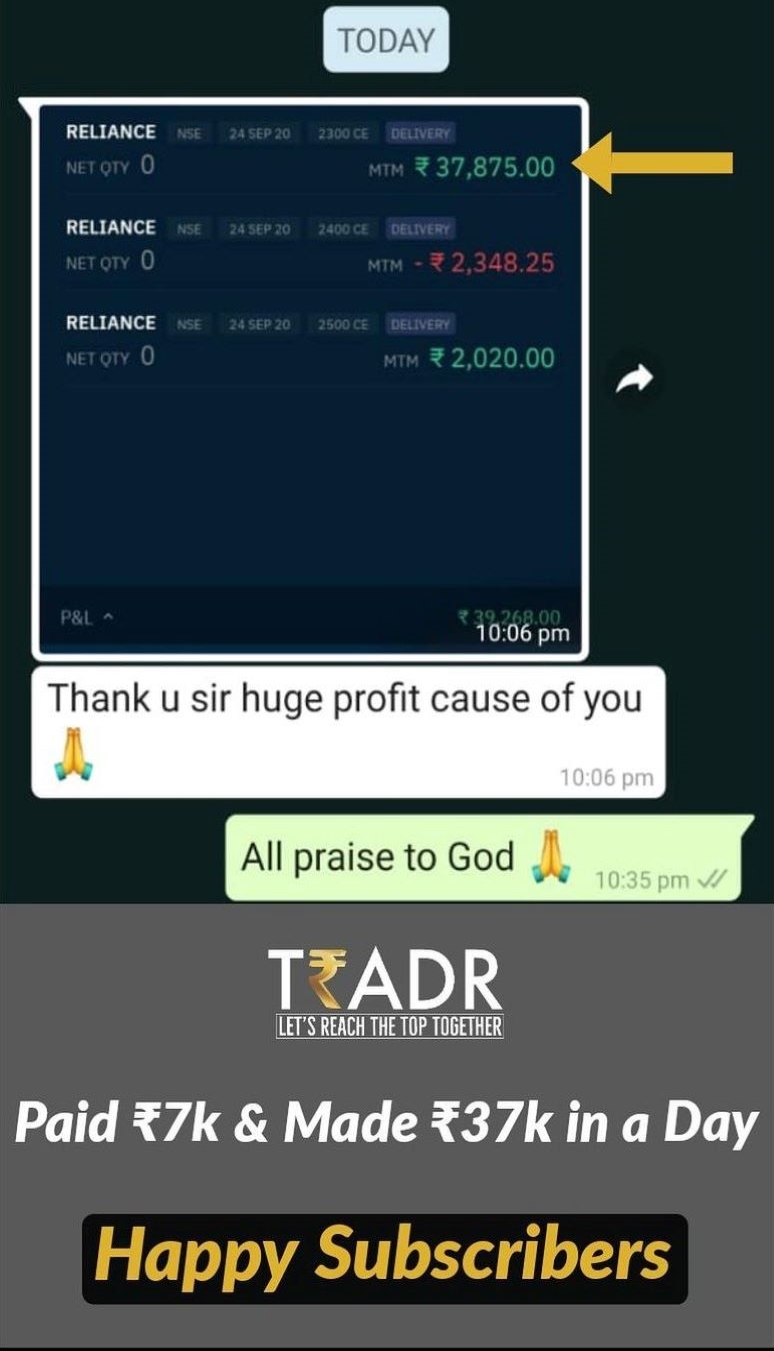 TODAY
RELIANCE NSE 24 SEP 20 2300 CE DELIVERY
NET QTY 0 MTM ₹ 37,875.00
RELIANCE NSE 24 SEP 20 2400 CE DELIVERY
NET QTY 0 MTM - ₹ 2,348.25
RELIANCE NSE 24 SEP 20 2500 CE DELIVERY
NET QTY 0 MTM ₹ 2,020.00
P&L ₹ 39,268.00
10:06 pm
Thank u sir huge profit cause of you
🙏
10:06 pm
All praise to God 🙏 10:35 pm
T₹ADR
LET'S REACH THE TOP TOGETHER
Paid ₹7k & Made ₹37k in a Day
Happy Subscribers